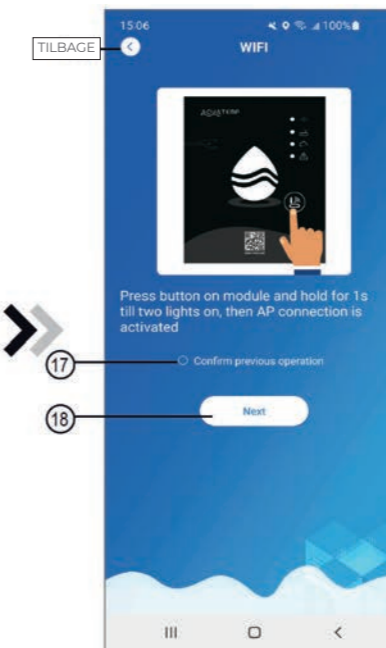 15:06
100%
TILBAGE
WIFI
Press button on module and hold for 1s
till two lights on, then AP connection is
activated
17
Confirm previous operation
18
Next